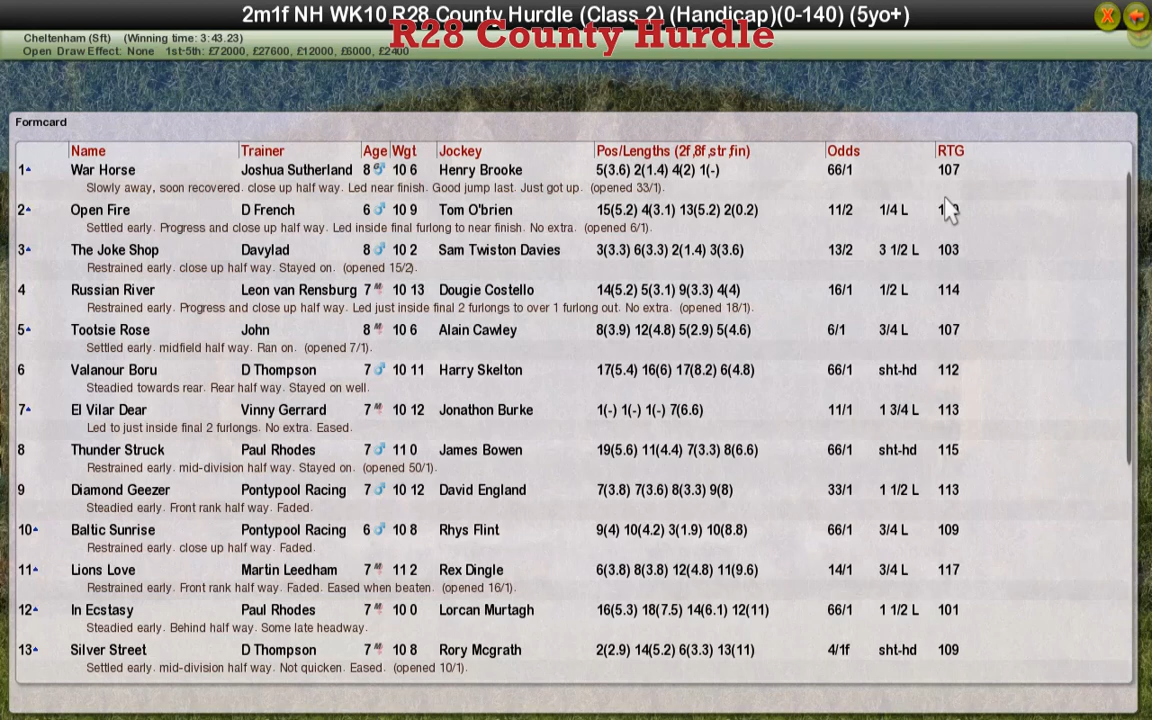 2m1f NH WK10 R28 County Hurdle (Class 2) (Handicap)(0-140) (5yo+)
R28 County Hurdle
Cheltenham (Sft) (Winning time: 3:43.23)
Open Draw Effect: None 1st-5th: £72000, £27600, £12000, £6000, £2400
Formcard
Name Trainer Age Wgt Jockey Pos/Lengths (2f,8f,str,fin) Odds RTG
1 War Horse Joshua Sutherland 8 10 6 Henry Brooke 5(3.6) 2(1.4) 4(2) 1(-) 66/1 107
Slowly away, soon recovered. close up half way. Led near finish. Good jump last. Just got up. (opened 33/1).
2 Open Fire D French 6 10 9 Tom O'brien 15(5.2) 4(3.1) 13(5.2) 2(0.2) 11/2 1/4 L
Settled early. Progress and close up half way. Led inside final furlong to near finish. No extra. (opened 6/1).
3 The Joke Shop Davylad 8 10 2 Sam Twiston Davies 3(3.3) 6(3.3) 2(1.4) 3(3.6) 13/2 3 1/2 L 103
Restrained early. close up half way. Stayed on. (opened 15/2).
4 Russian River Leon van Rensburg 7 10 13 Dougie Costello 14(5.2) 5(3.1) 9(3.3) 4(4) 16/1 1/2 L 114
Restrained early. Progress and close up half way. Led just inside final 2 furlongs to over 1 furlong out. No extra. (opened 18/1).
5 Tootsie Rose John 8 10 6 Alain Cawley 8(3.9) 12(4.8) 5(2.9) 5(4.6) 6/1 3/4 L 107
Settled early. midfield half way. Ran on. (opened 7/1).
6 Valanour Boru D Thompson 7 10 11 Harry Skelton 17(5.4) 16(6) 17(8.2) 6(4.8) 66/1 sht-hd 112
Steadied towards rear. Rear half way. Stayed on well.
7 El Vilar Dear Vinny Gerrard 7 10 12 Jonathon Burke 1(-) 1(-) 1(-) 7(6.6) 11/1 1 3/4 L 113
Led to just inside final 2 furlongs. No extra. Eased.
8 Thunder Struck Paul Rhodes 7 11 0 James Bowen 19(5.6) 11(4.4) 7(3.3) 8(6.6) 66/1 sht-hd 115
Restrained early. mid-division half way. Stayed on. (opened 50/1).
9 Diamond Geezer Pontypool Racing 7 10 12 David England 7(3.8) 7(3.6) 8(3.3) 9(8) 33/1 1 1/2 L 113
Steadied early. Front rank half way. Faded.
10 Baltic Sunrise Pontypool Racing 6 10 8 Rhys Flint 9(4) 10(4.2) 3(1.9) 10(8.8) 66/1 3/4 L 109
Restrained early. close up half way. Faded.
11 Lions Love Martin Leedham 7 11 2 Rex Dingle 6(3.8) 8(3.8) 12(4.8) 11(9.6) 14/1 3/4 L 117
Restrained early. Front rank half way. Faded. Eased when beaten. (opened 16/1).
12 In Ecstasy Paul Rhodes 7 10 0 Lorcan Murtagh 16(5.3) 18(7.5) 14(6.1) 12(11) 66/1 1 1/2 L 101
Steadied early. Behind half way. Some late headway.
13 Silver Street D Thompson 7 10 8 Rory Mcgrath 2(2.9) 14(5.2) 6(3.3) 13(11) 4/1f sht-hd 109
Settled early. mid-division half way. Not quicken. Eased. (opened 10/1).